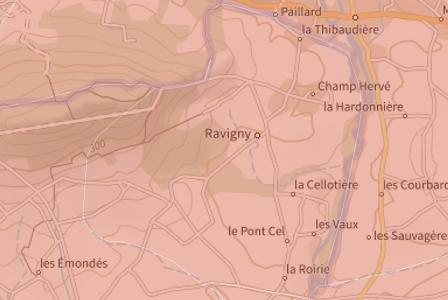 Paillard
la Thibaudière
Champ Hervé
la Hardonnière
Ravigny
300
la Cellotière
les Courbard
les Vaux
le Pont Cel
les Sauvagère
les Émondés
la Roirie